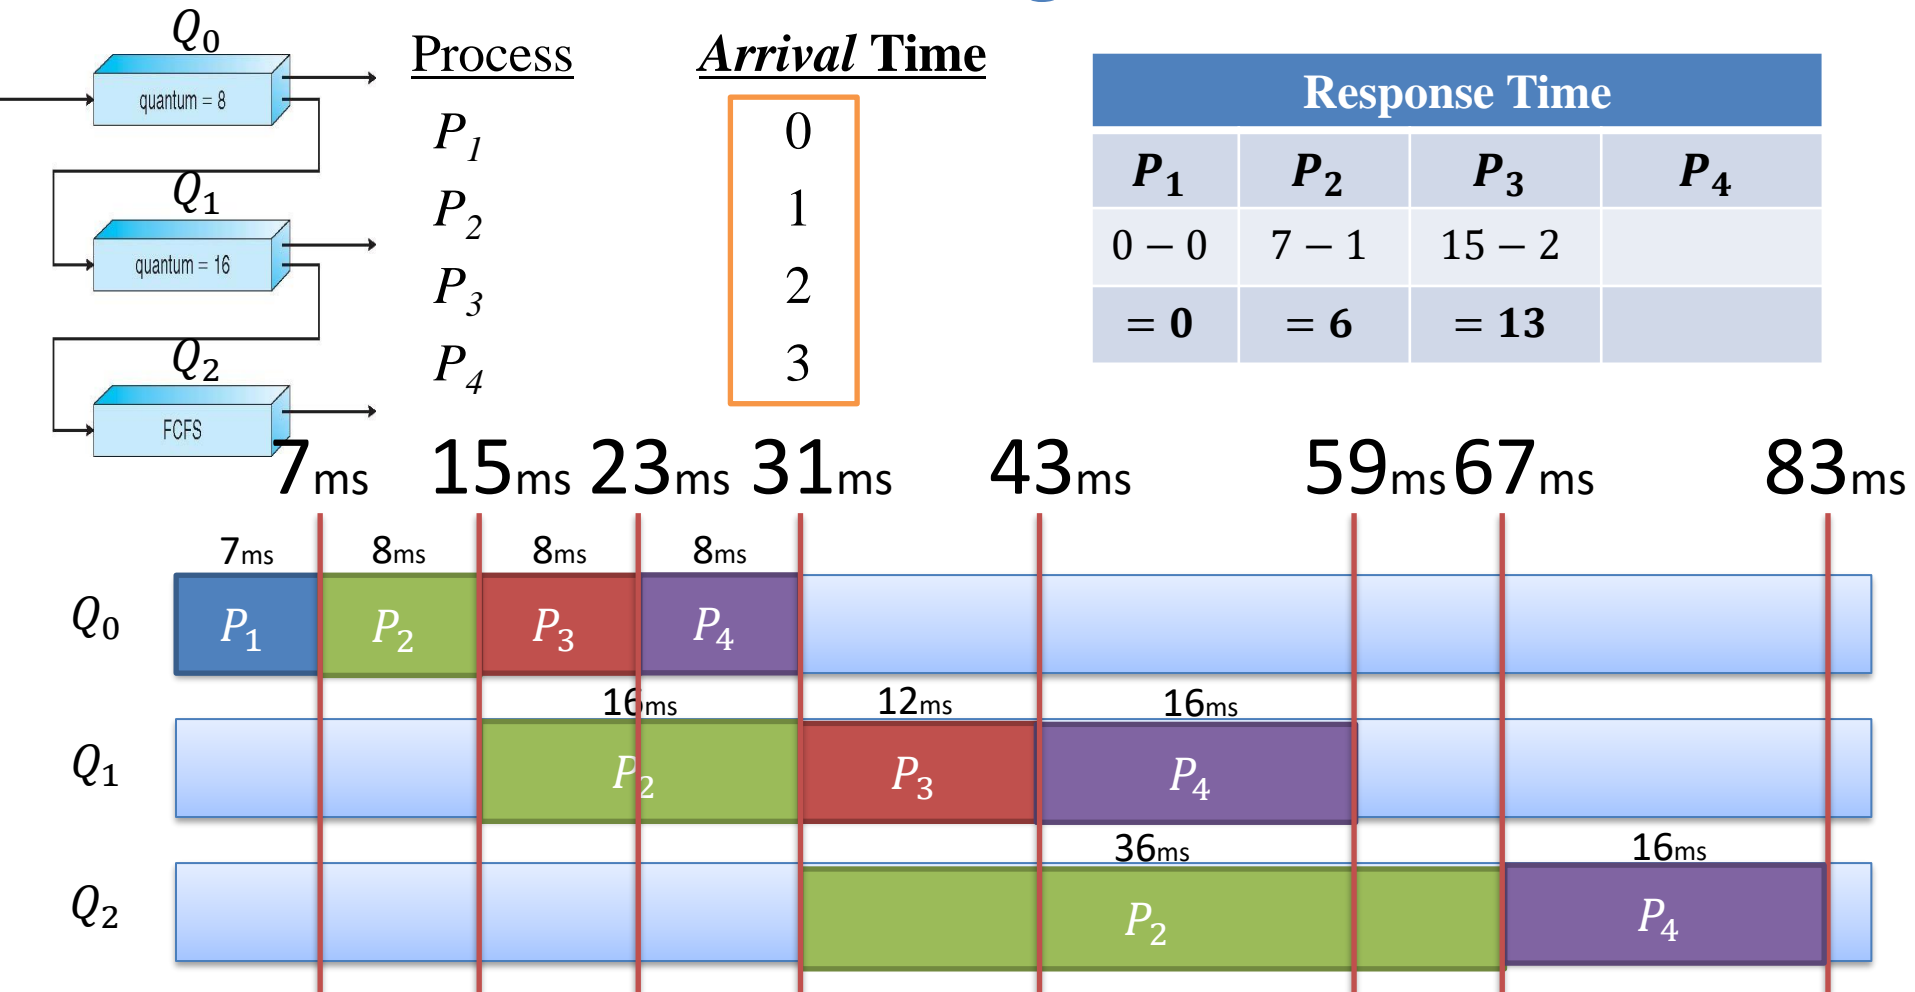 Q₀
quantum = 8
Q₁
quantum = 16
Q₂
FCFS
Process Arrival Time
P₁ 0
P₂ 1
P₃ 2
P₄ 3
Response Time
P₁ P₂ P₃ P₄
0 − 0 7 − 1 15 − 2
= 0 = 6 = 13
7ms 15ms 23ms 31ms 43ms 59ms 67ms 83ms
7ms 8ms 8ms 8ms
Q₀ P₁ P₂ P₃ P₄
16ms 12ms 16ms
Q₁ P₂ P₃ P₄
36ms 16ms
Q₂ P₂ P₄